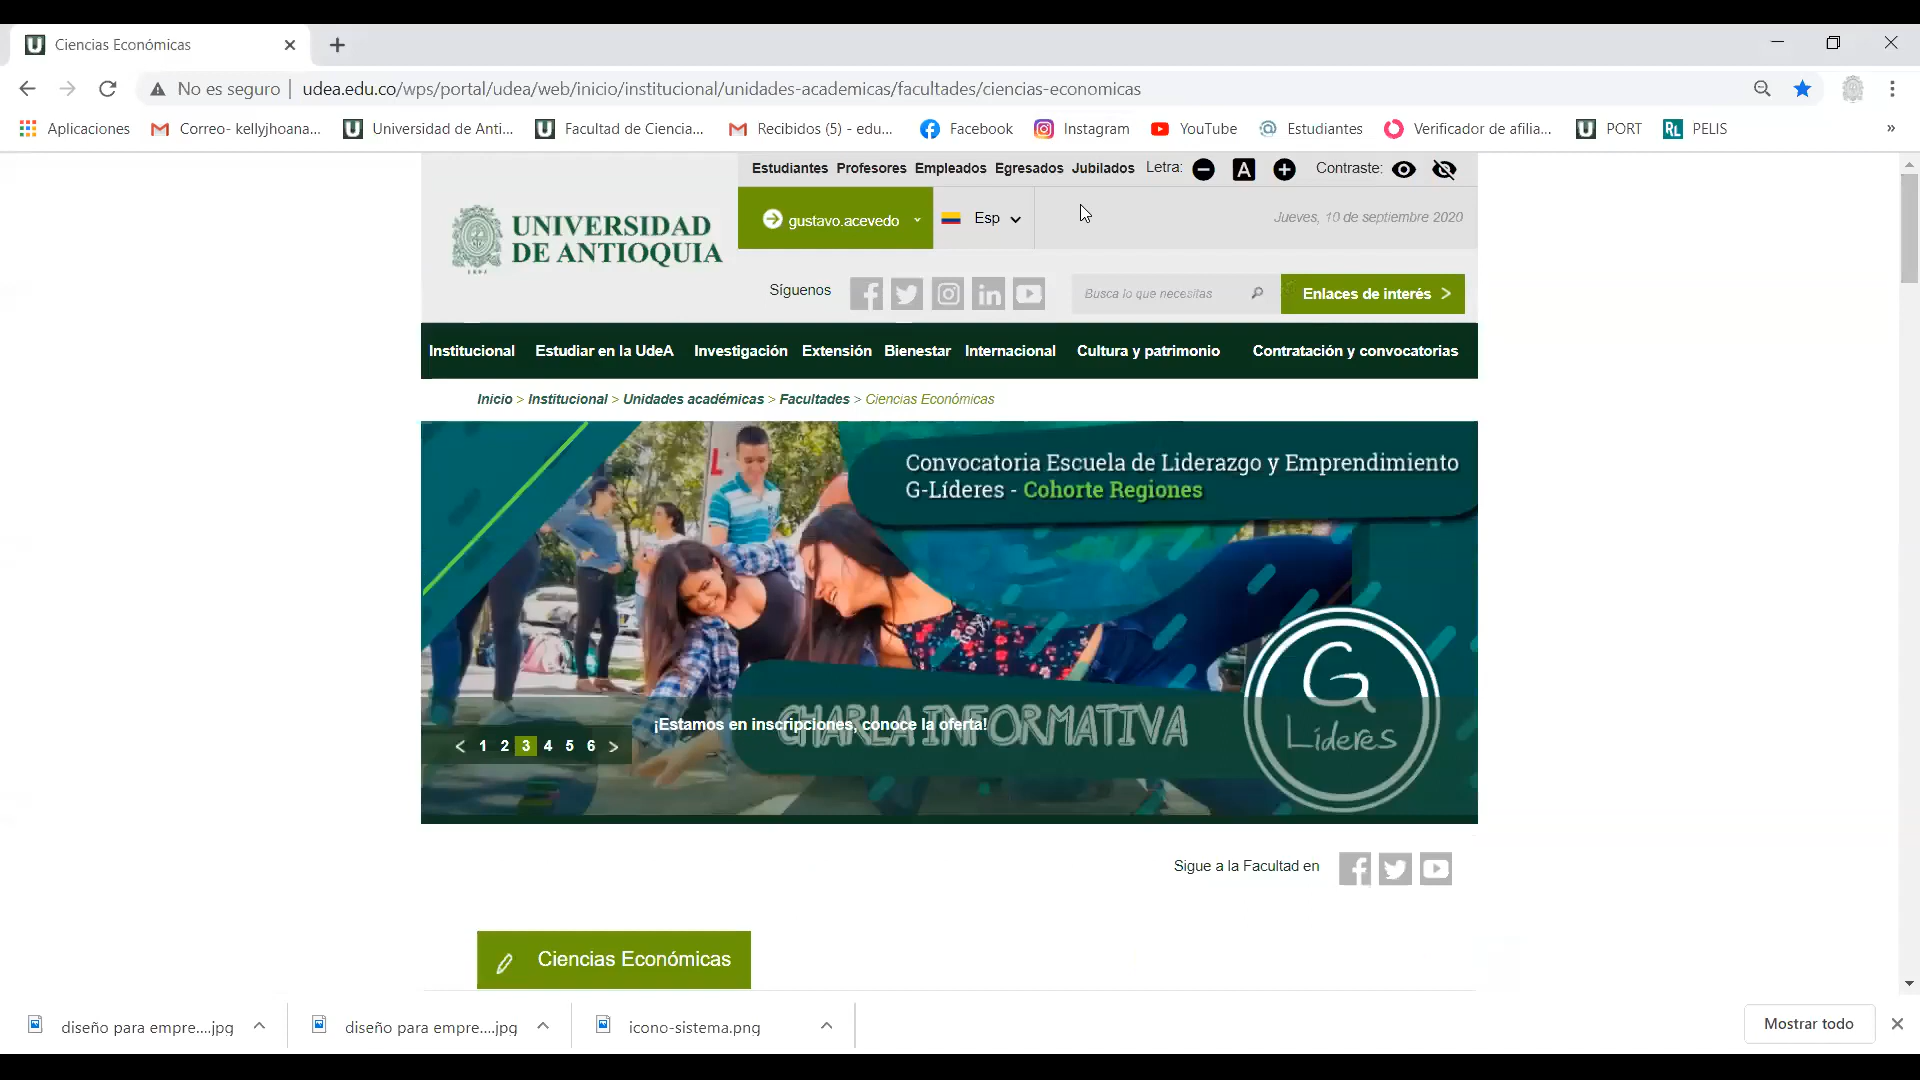 Ciencias Económicas
No es seguro
udea.edu.co/wps/portal/udea/web/inicio/institucional/unidades-academicas/facultades/ciencias-economicas
Aplicaciones
Correo- kellyjhoana...
Universidad de Anti...
Facultad de Ciencia...
Recibidos (5) - edu...
Facebook
Instagram
YouTube
Estudiantes
Verificador de afilia...
PORT
RL PELIS
»
Estudiantes Profesores Empleados Egresados Jubilados Letra: A Contraste:
UNIVERSIDAD
DE ANTIOQUIA
1803
gustavo.acevedo
Esp
Jueves, 10 de septiembre 2020
Síguenos
Busca lo que necesitas
Enlaces de interés >
Institucional Estudiar en la UdeA Investigación Extensión Bienestar Internacional Cultura y patrimonio Contratación y convocatorias
Inicio > Institucional > Unidades académicas > Facultades > Ciencias Económicas
Convocatoria Escuela de Liderazgo y Emprendimiento
G-Líderes - Cohorte Regiones
¡Estamos en inscripciones, conoce la oferta!
CHARLA INFORMATIVA
G
Líderes
< 1 2 3 4 5 6 >
Sigue a la Facultad en
Ciencias Económicas
diseño para empre....jpg
diseño para empre....jpg
icono-sistema.png
Mostrar todo